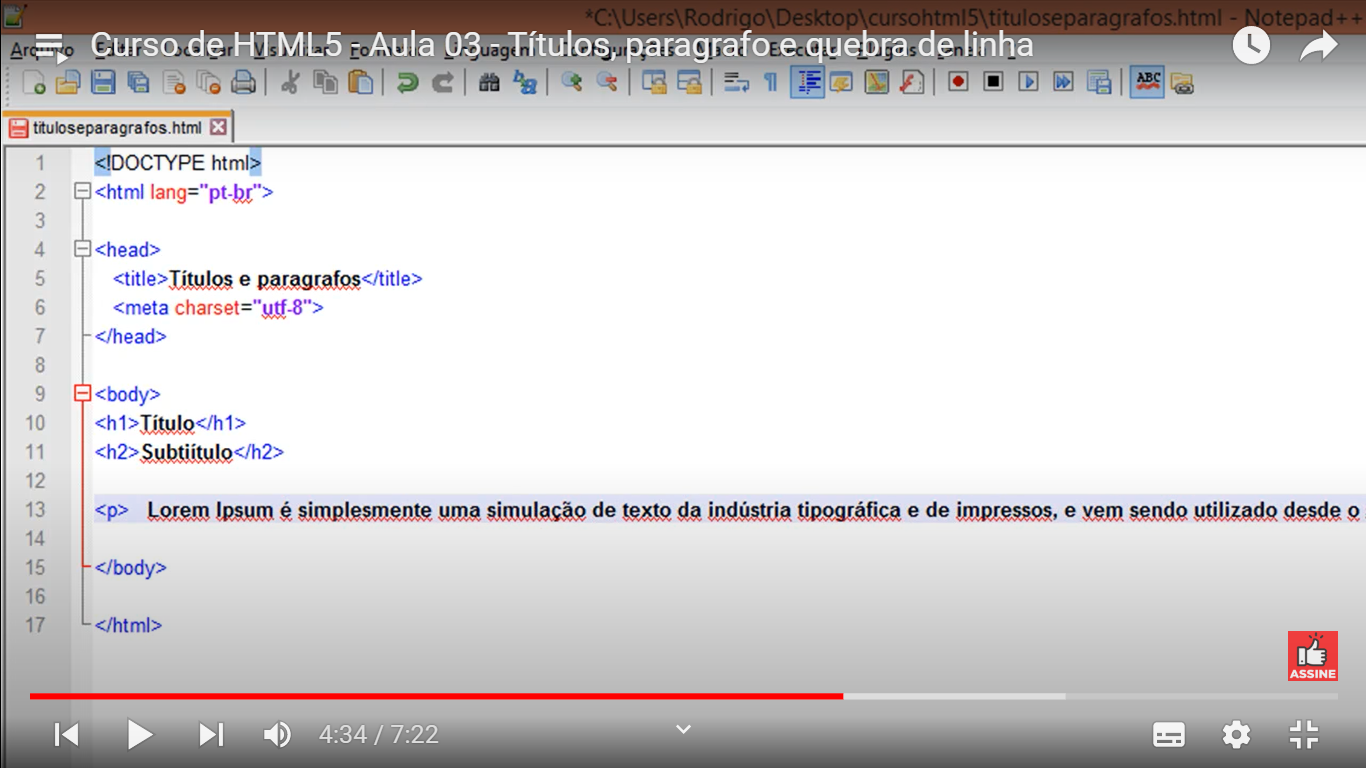 *C:\Users\Rodrigo\Desktop\cursohtml5\tituloseparagrafos.html - Notepad++
Curso de HTML5 - Aula 03 - Títulos, paragrafo e quebra de linha
ABC
tituloseparagrafos.html
1 <!DOCTYPE html>
2 <html lang="pt-br">
3
4 <head>
5 <title>Títulos e paragrafos</title>
6 <meta charset="utf-8">
7 </head>
8
9 <body>
10 <h1>Título</h1>
11 <h2>Subtiítulo</h2>
12
13 <p> Lorem Ipsum é simplesmente uma simulação de texto da indústria tipográfica e de impressos, e vem sendo utilizado desde o
14
15 </body>
16
17 </html>
ASSINE
4:34 / 7:22